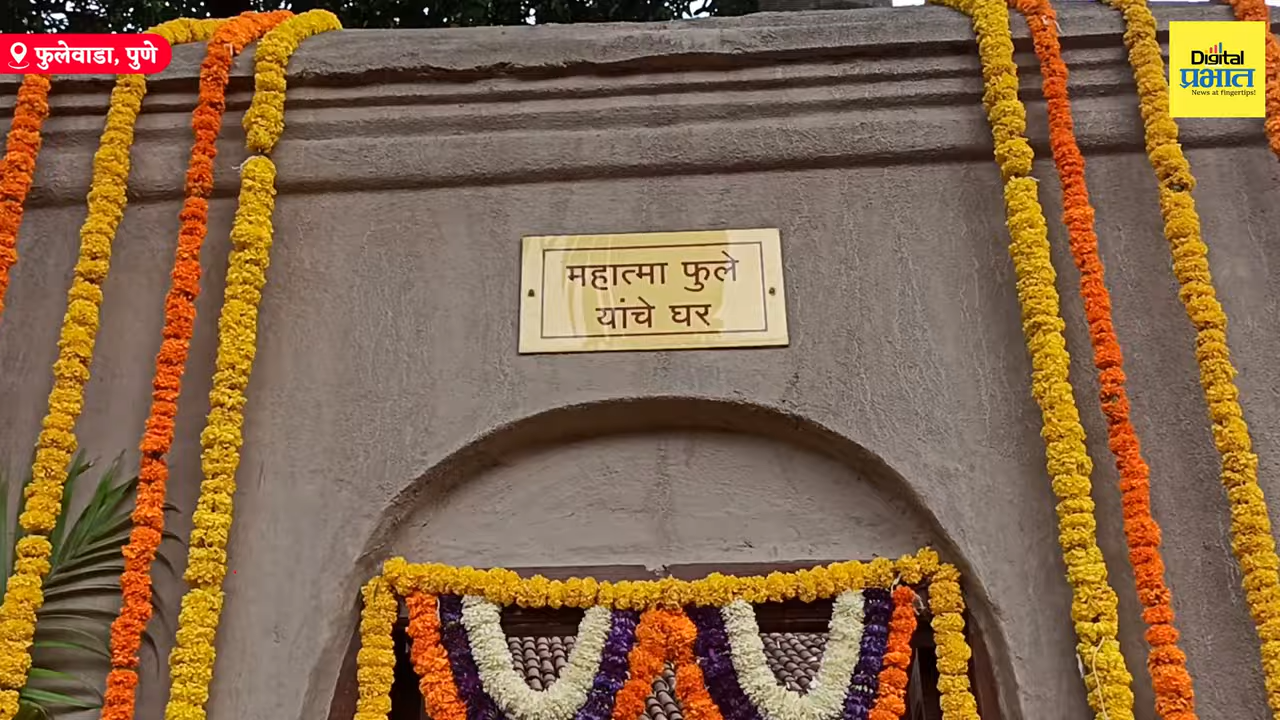 फुलेवाडा, पुणे
Digital
प्रभात
News at fingertips!
महात्मा फुले
यांचे घर